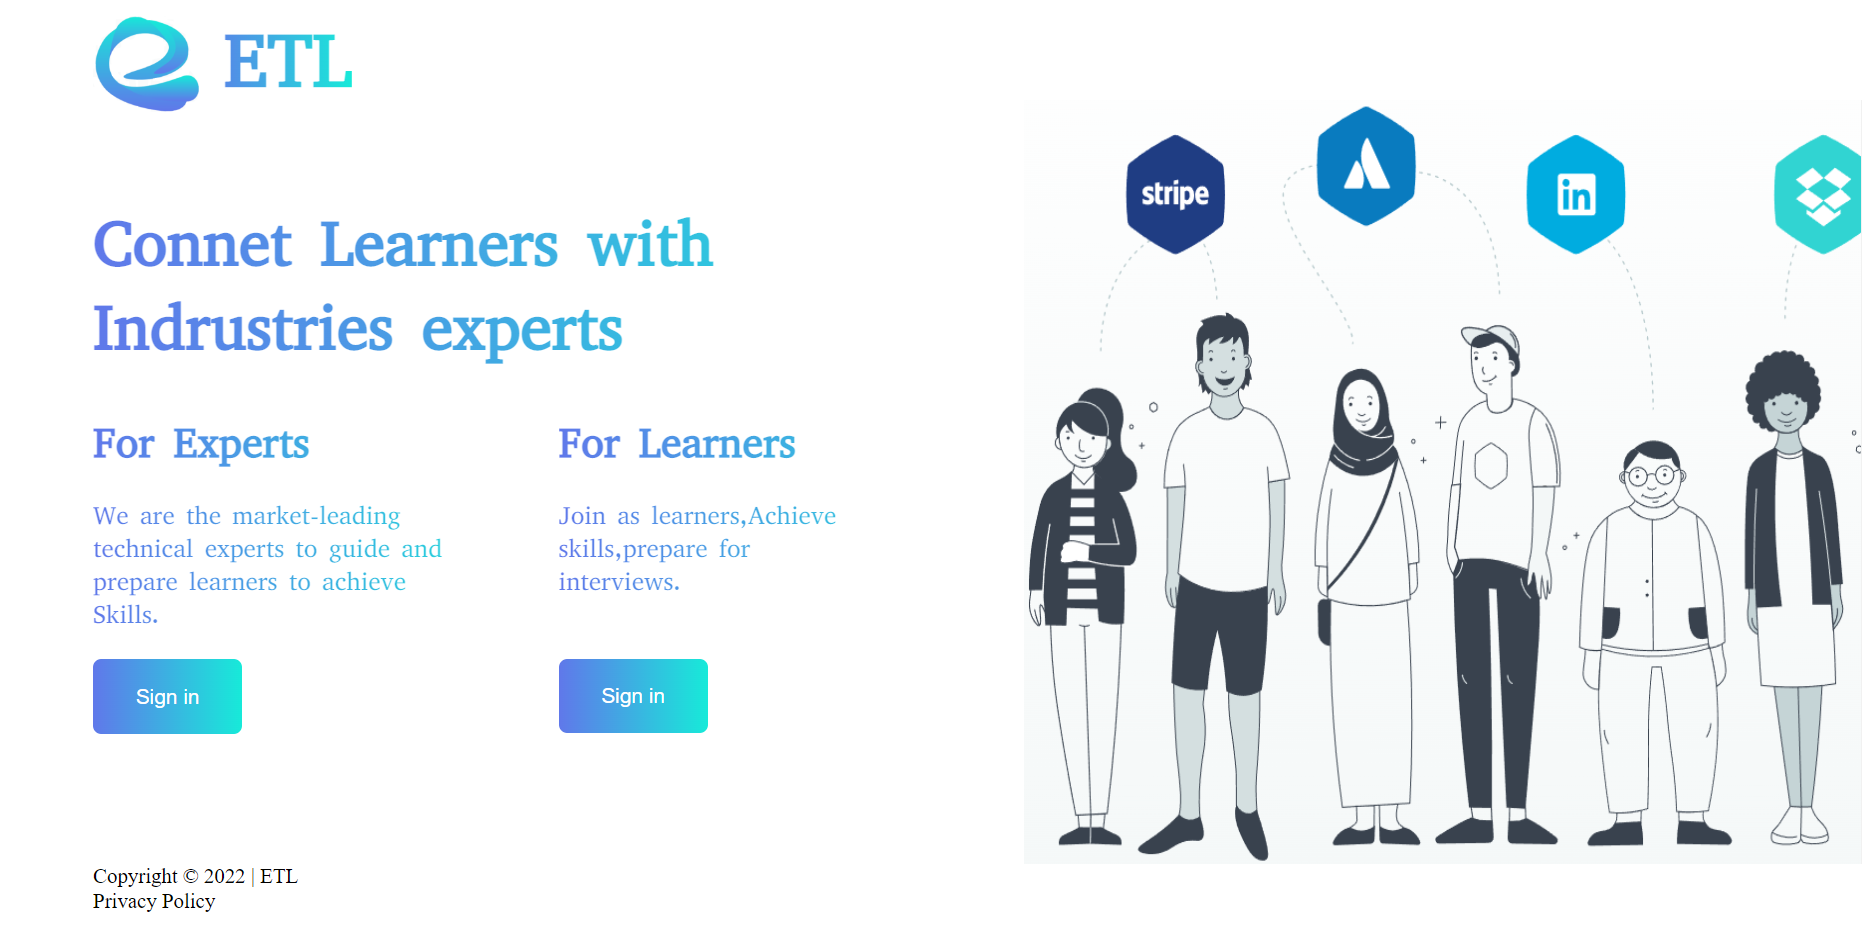 ETL
stripe
in
Connet Learners with
Indrustries experts
For Experts
We are the market-leading
technical experts to guide and
prepare learners to achieve
Skills.
Sign in
For Learners
Join as learners,Achieve
skills,prepare for
interviews.
Sign in
Copyright © 2022 | ETL
Privacy Policy